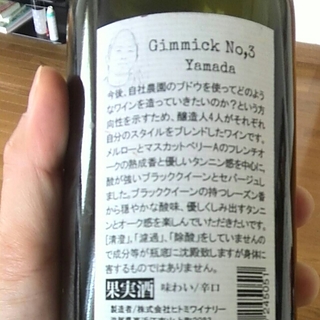 Gimmick No,3
Yamada
今後、自社農園のブドウを使ってどのよう
なワインを造っていきたいのか？という方
向性を示すため、醸造人4人がそれぞれ
自分のスタイルをブレンドしたワインです。
メルローとマスカットベリーAのフレンチオ
ークの熟成香と優しいタンニン感を中心に
酸が強いブラッククイーンとセパージュし
ました。ブラッククイーンの持つレーズン香
から穏やかな酸味、優しくしみ出すタンニ
ンとオーク感を楽しんでいただきたいです。
「清澄」、「濾過」、「除酸」をしていませんの
で成分等が瓶底に沈殿致しますが身体に
害するものではありません。
果実酒 味わい/辛口
製造者/株式会社ヒトミワイナリー
245051